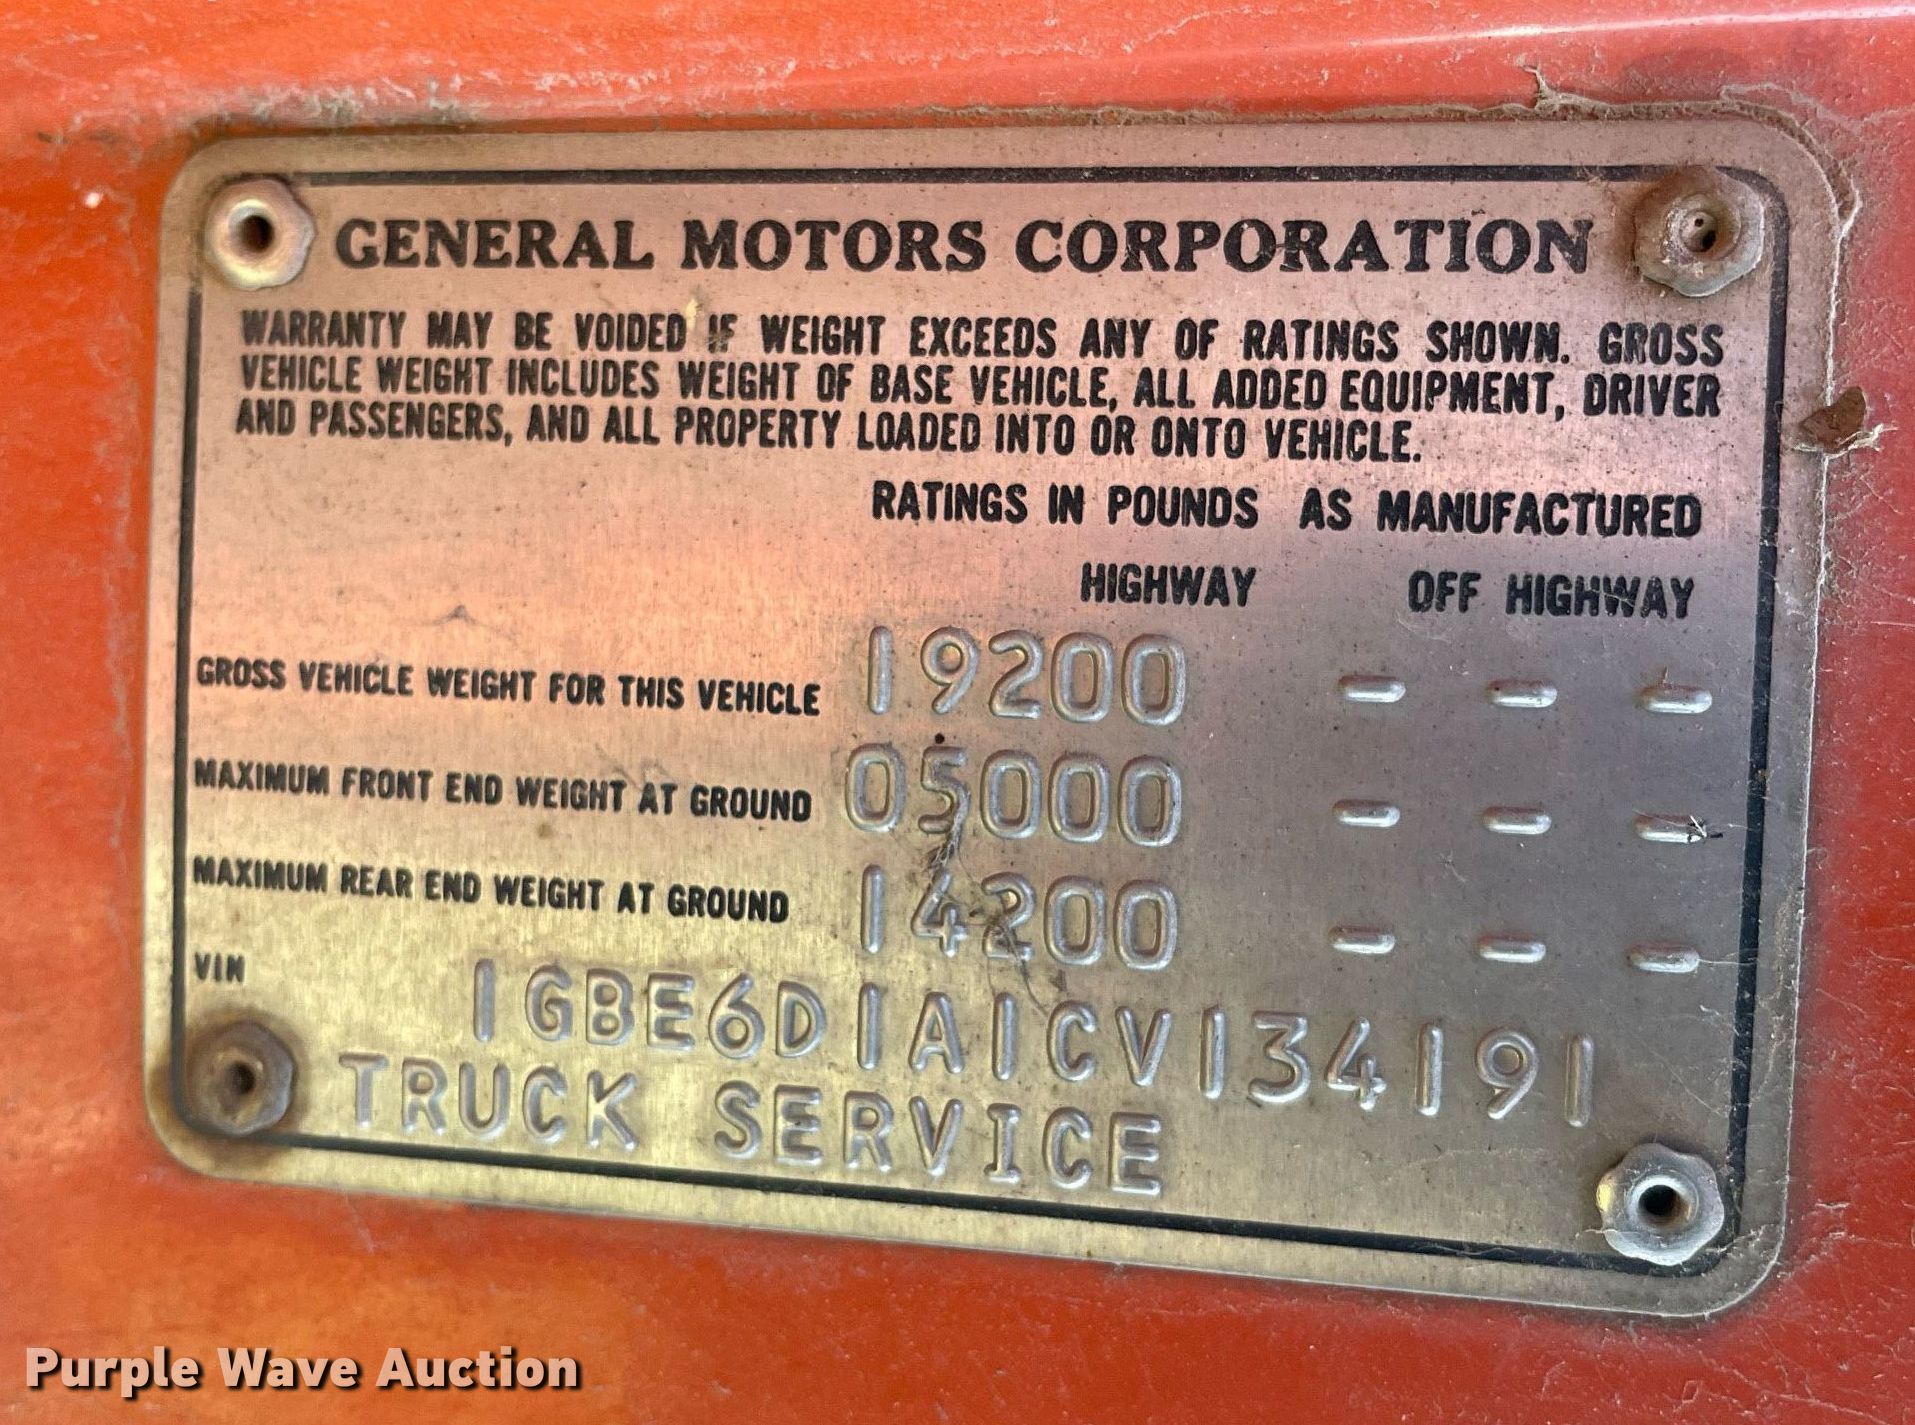 GENERAL MOTORS CORPORATION
WARRANTY MAY BE VOIDED IF WEIGHT EXCEEDS ANY OF RATINGS SHOWN. GROSS
VEHICLE WEIGHT INCLUDES WEIGHT OF BASE VEHICLE, ALL ADDED EQUIPMENT, DRIVER
AND PASSENGERS, AND ALL PROPERTY LOADED INTO OR ONTO VEHICLE.
RATINGS IN POUNDS AS MANUFACTURED
HIGHWAY OFF HIGHWAY
GROSS VEHICLE WEIGHT FOR THIS VEHICLE 19200 - - -
MAXIMUM FRONT END WEIGHT AT GROUND 05000 - - -
MAXIMUM REAR END WEIGHT AT GROUND 14200 - - -
VIN 1GBE6D1A1CV134191
TRUCK SERVICE
Purple Wave Auction